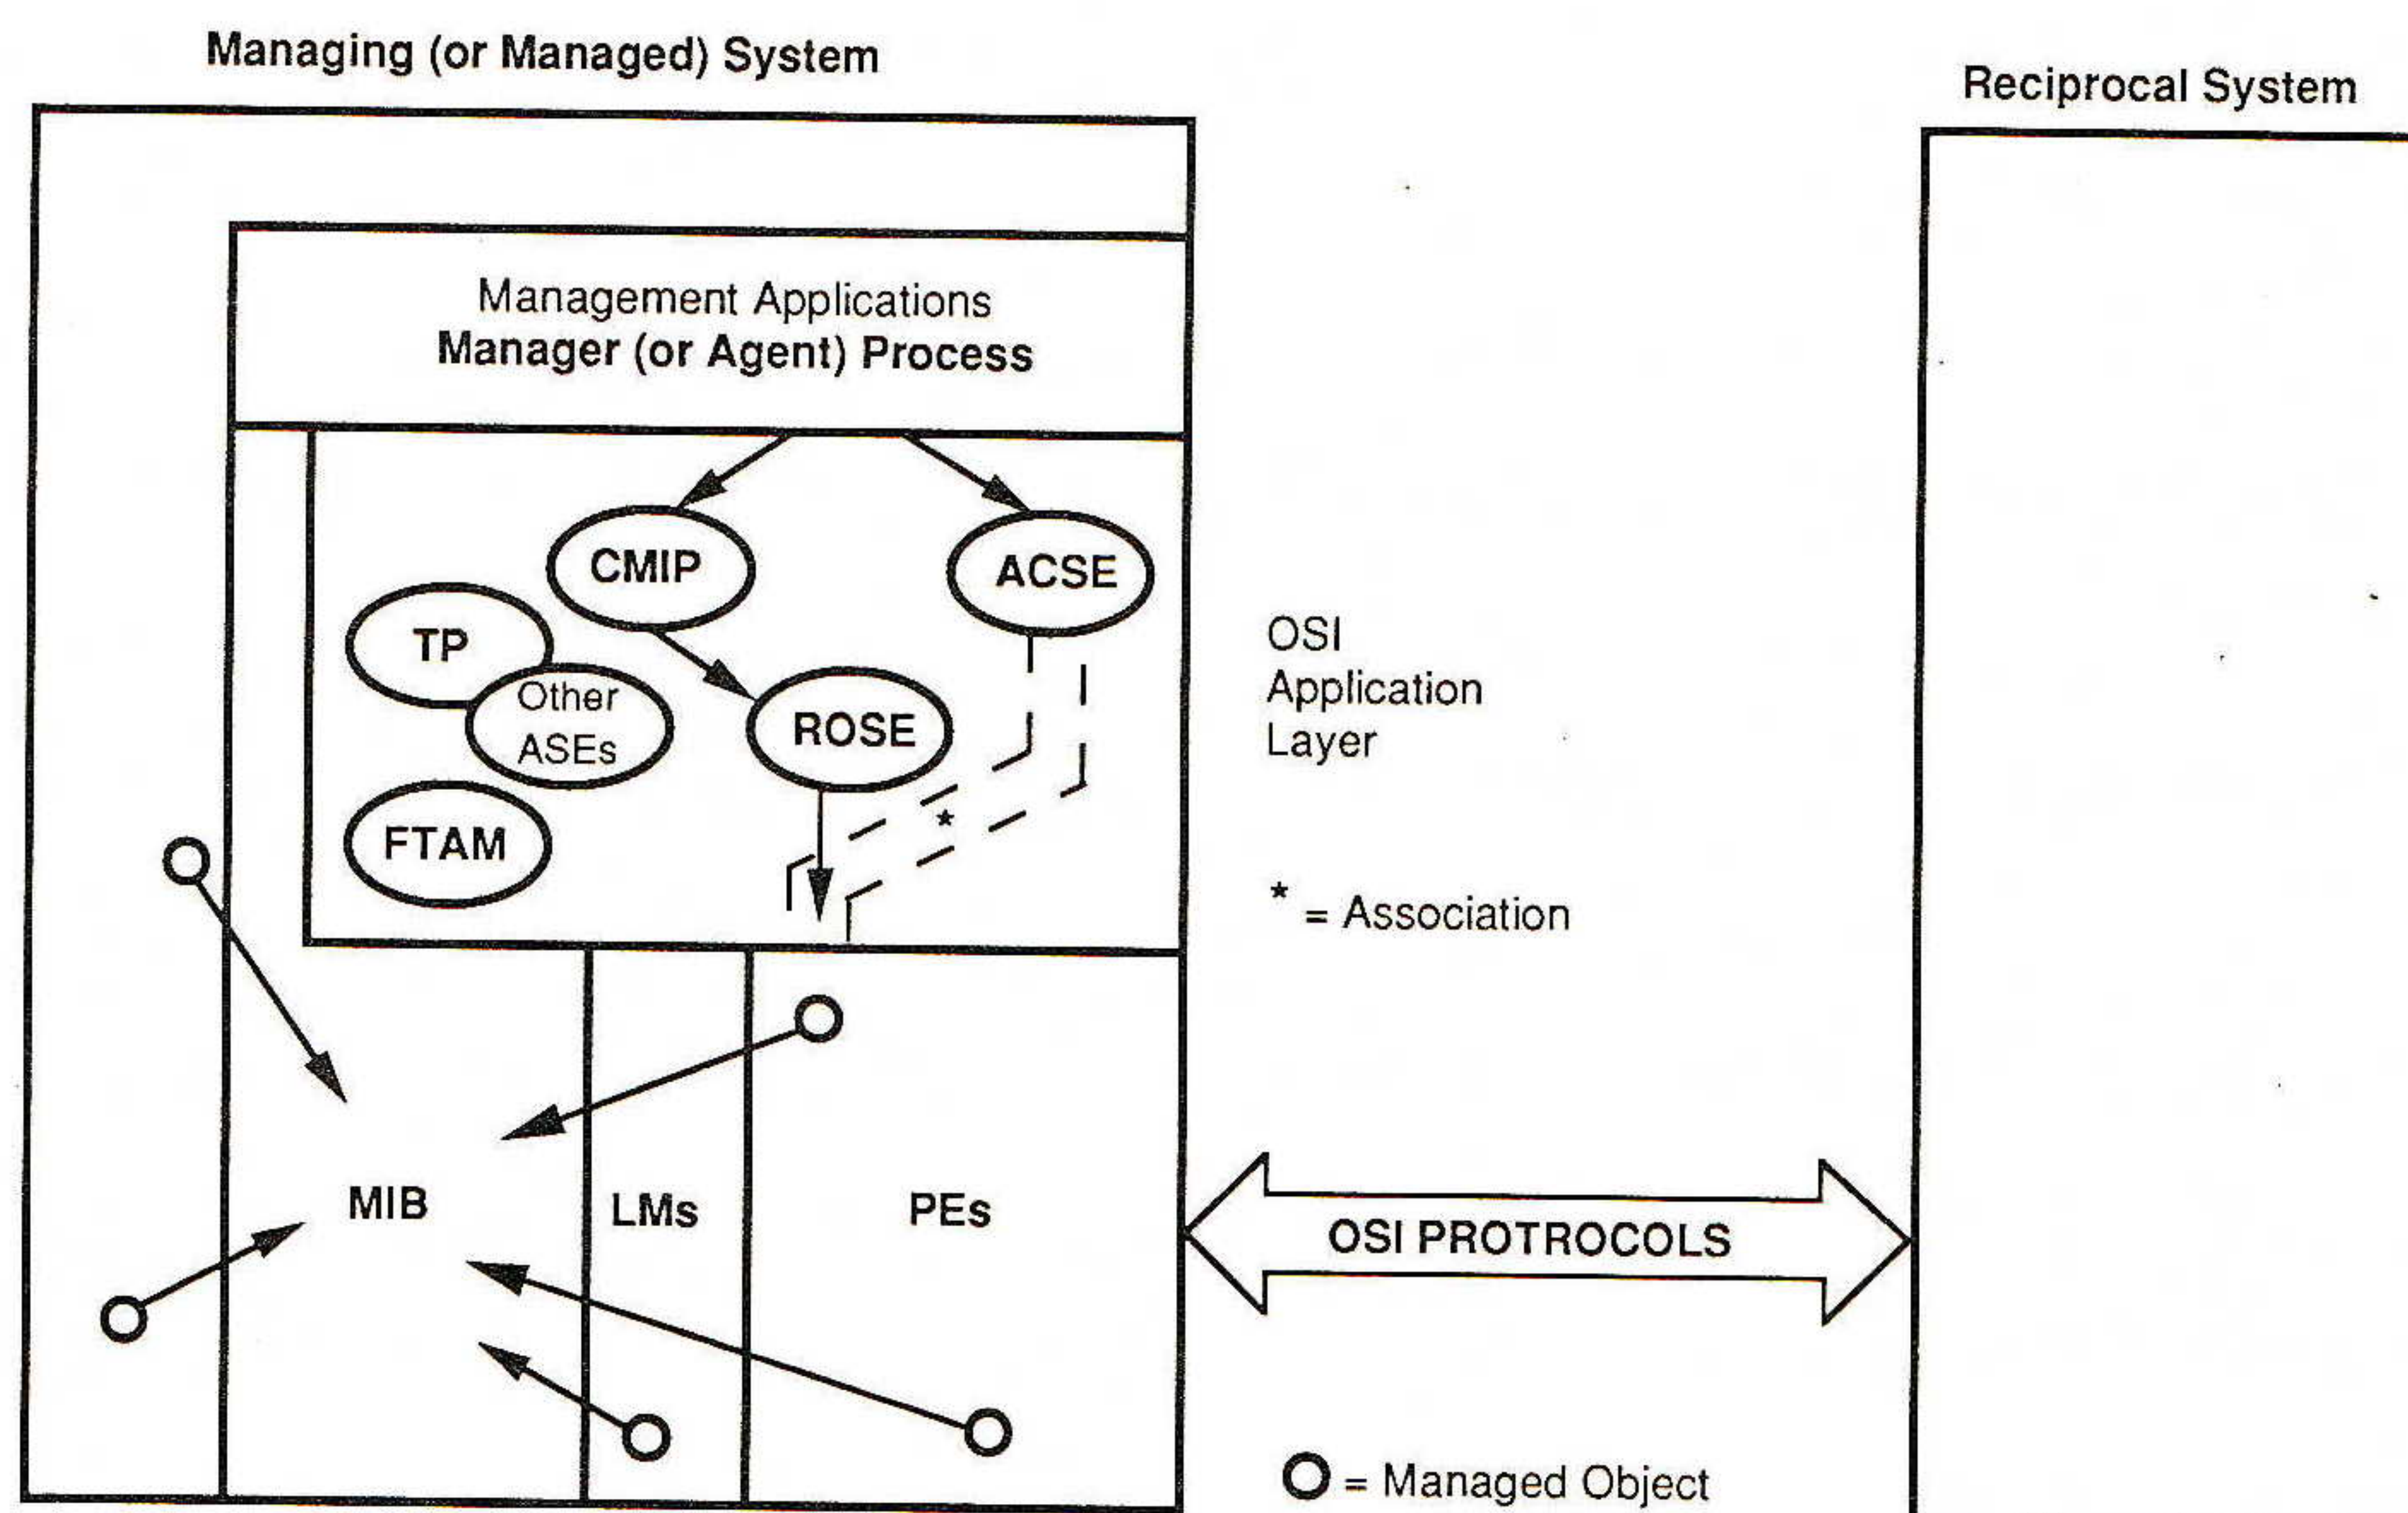 Managing (or Managed) System
Reciprocal System
Management Applications
Manager (or Agent) Process
CMIP
ACSE
TP
Other
ASEs
ROSE
FTAM
OSI
Application
Layer
* = Association
MIB
LMs
PEs
OSI PROTROCOLS
= Managed Object
*